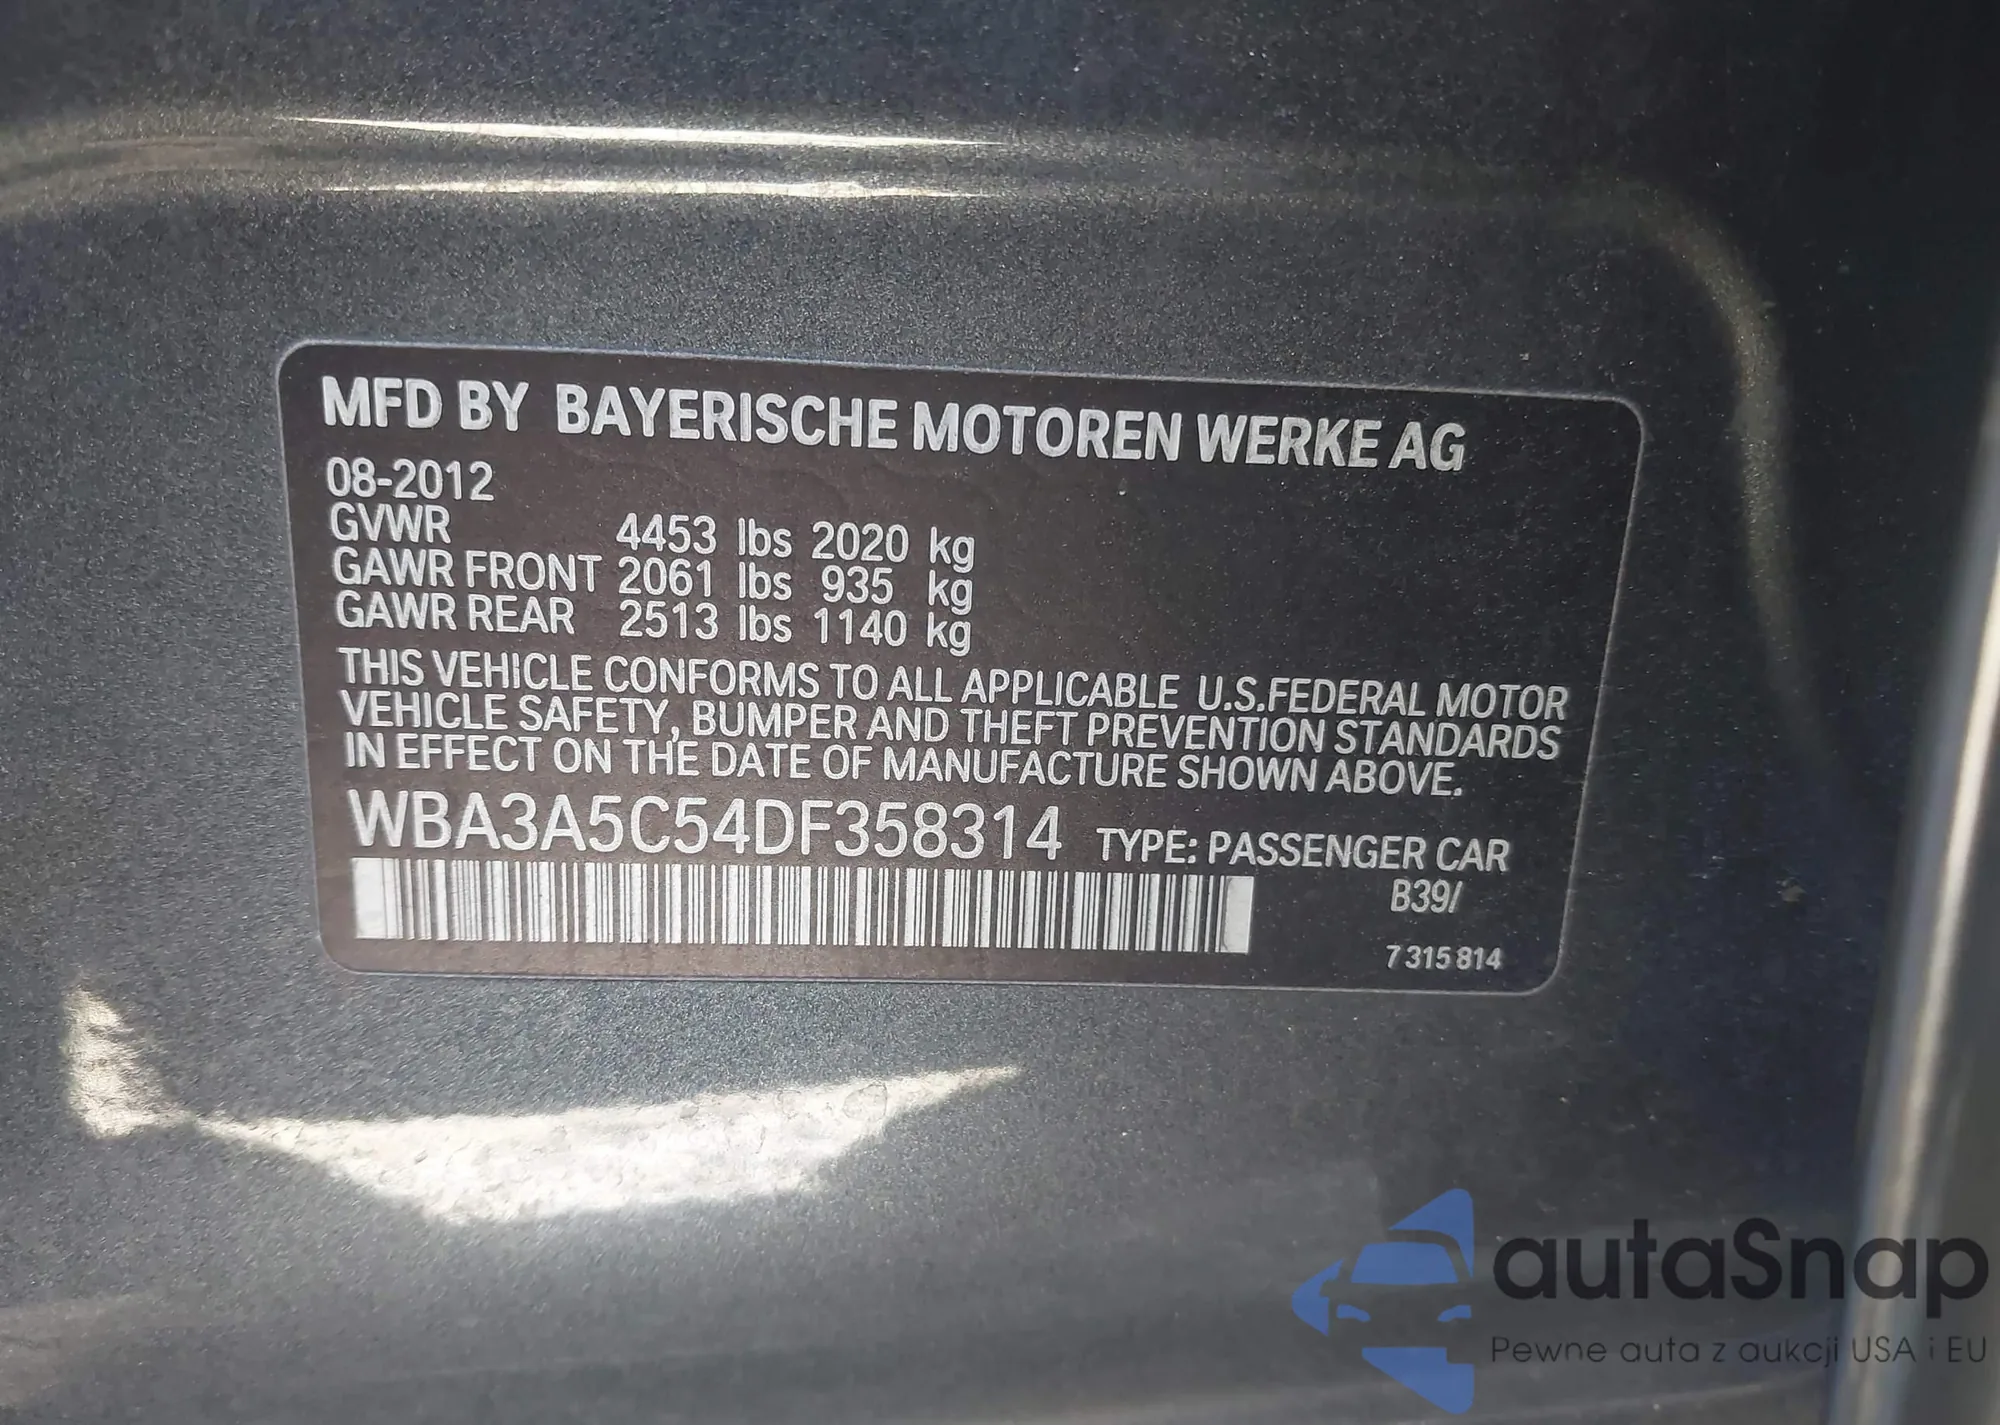 MFD BY BAYERISCHE MOTOREN WERKE AG
08-2012
GVWR 4453 lbs 2020 kg
GAWR FRONT 2061 lbs 935 kg
GAWR REAR 2513 lbs 1140 kg
THIS VEHICLE CONFORMS TO ALL APPLICABLE U.S.FEDERAL MOTOR
VEHICLE SAFETY, BUMPER AND THEFT PREVENTION STANDARDS
IN EFFECT ON THE DATE OF MANUFACTURE SHOWN ABOVE.
WBA3A5C54DF358314 TYPE: PASSENGER CAR
B39/
7 315 814
autaSnap
Pewne auta z aukcji USA i EU